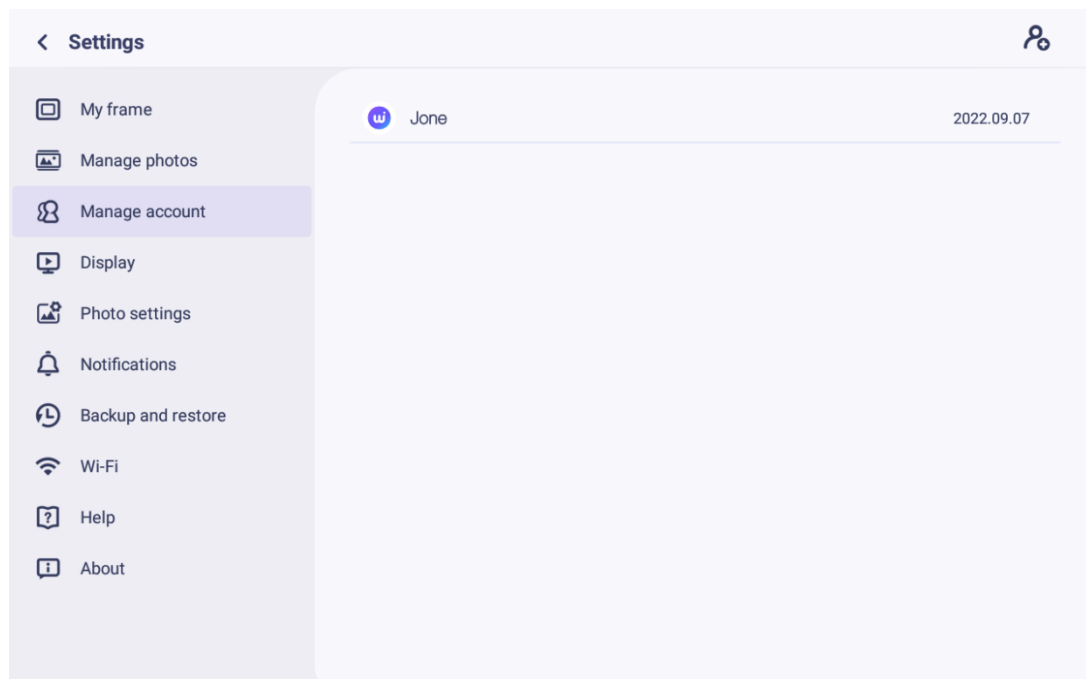 Settings
My frame
Manage photos
Manage account
Display
Photo settings
Notifications
Backup and restore
Wi-Fi
Help
About
Jone 2022.09.07